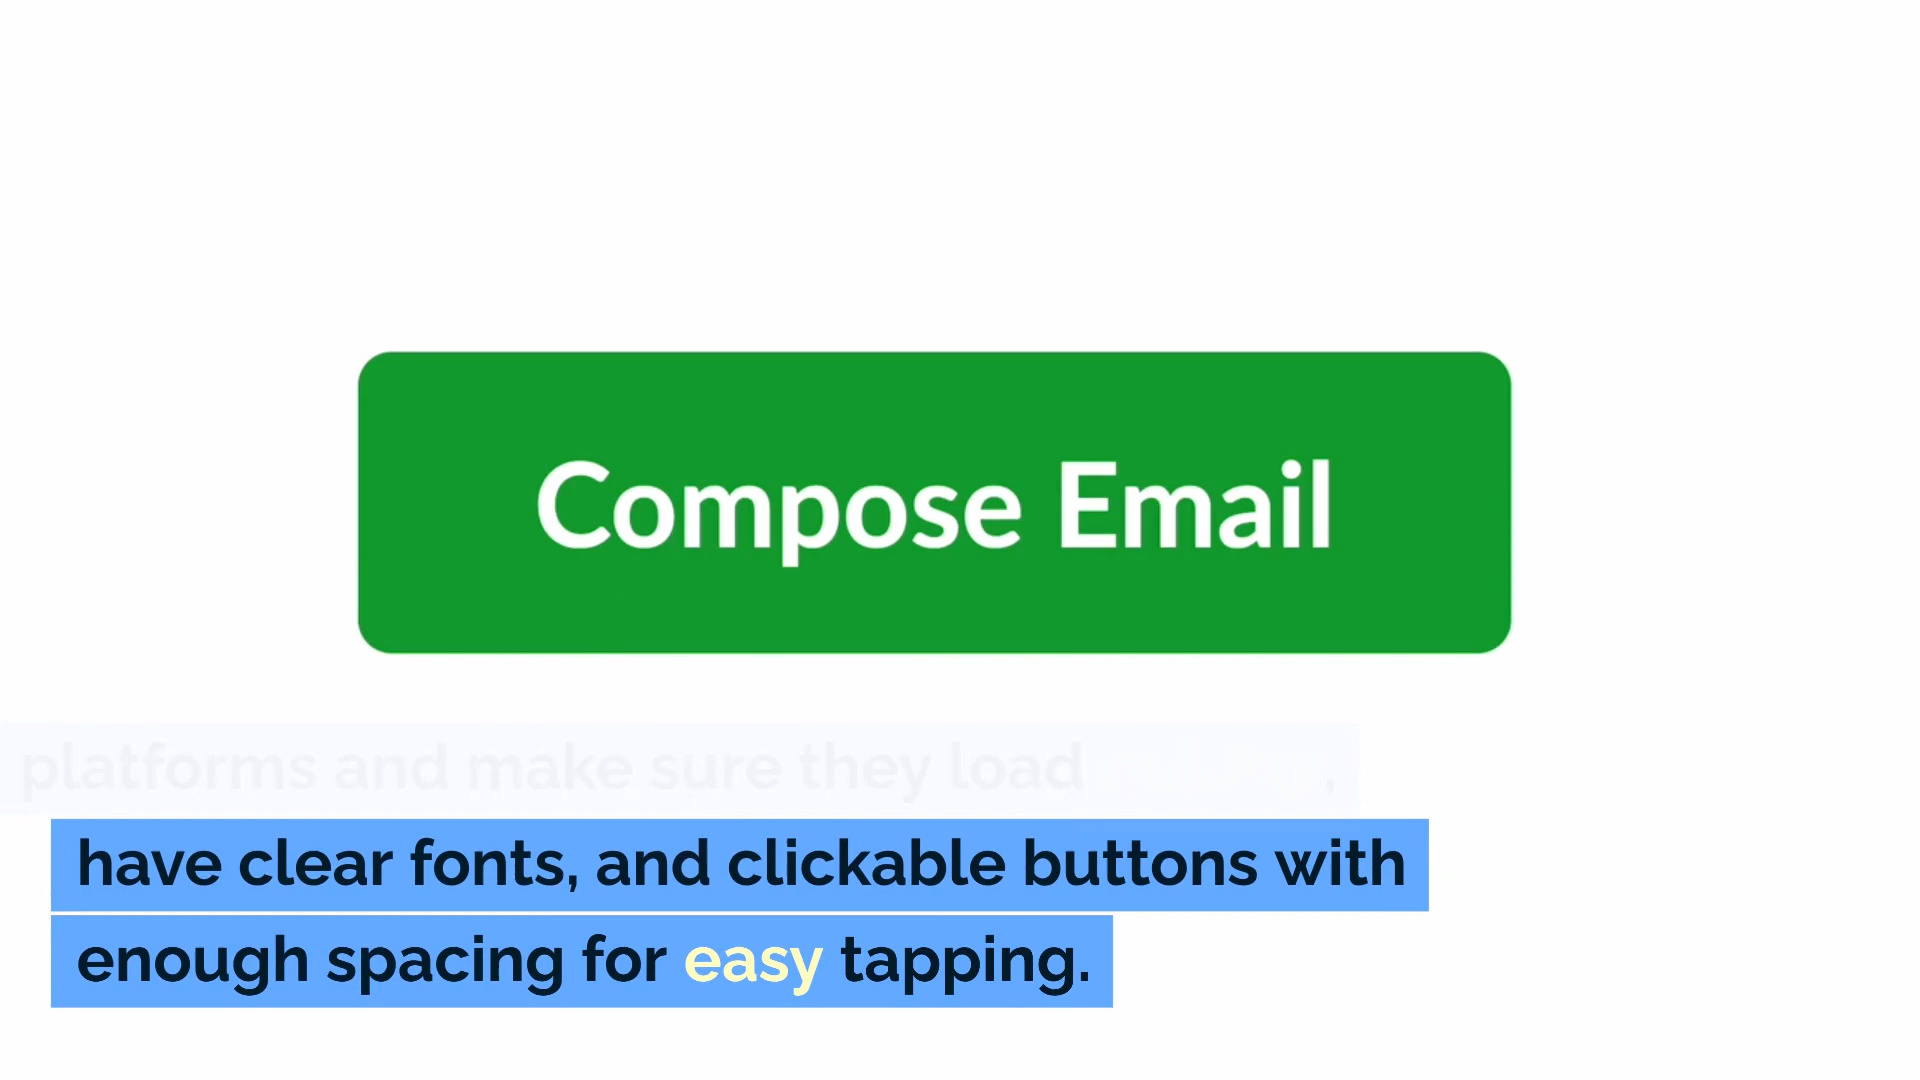 Compose Email
platforms and make sure they load ,
have clear fonts, and clickable buttons with
enough spacing for easy tapping.